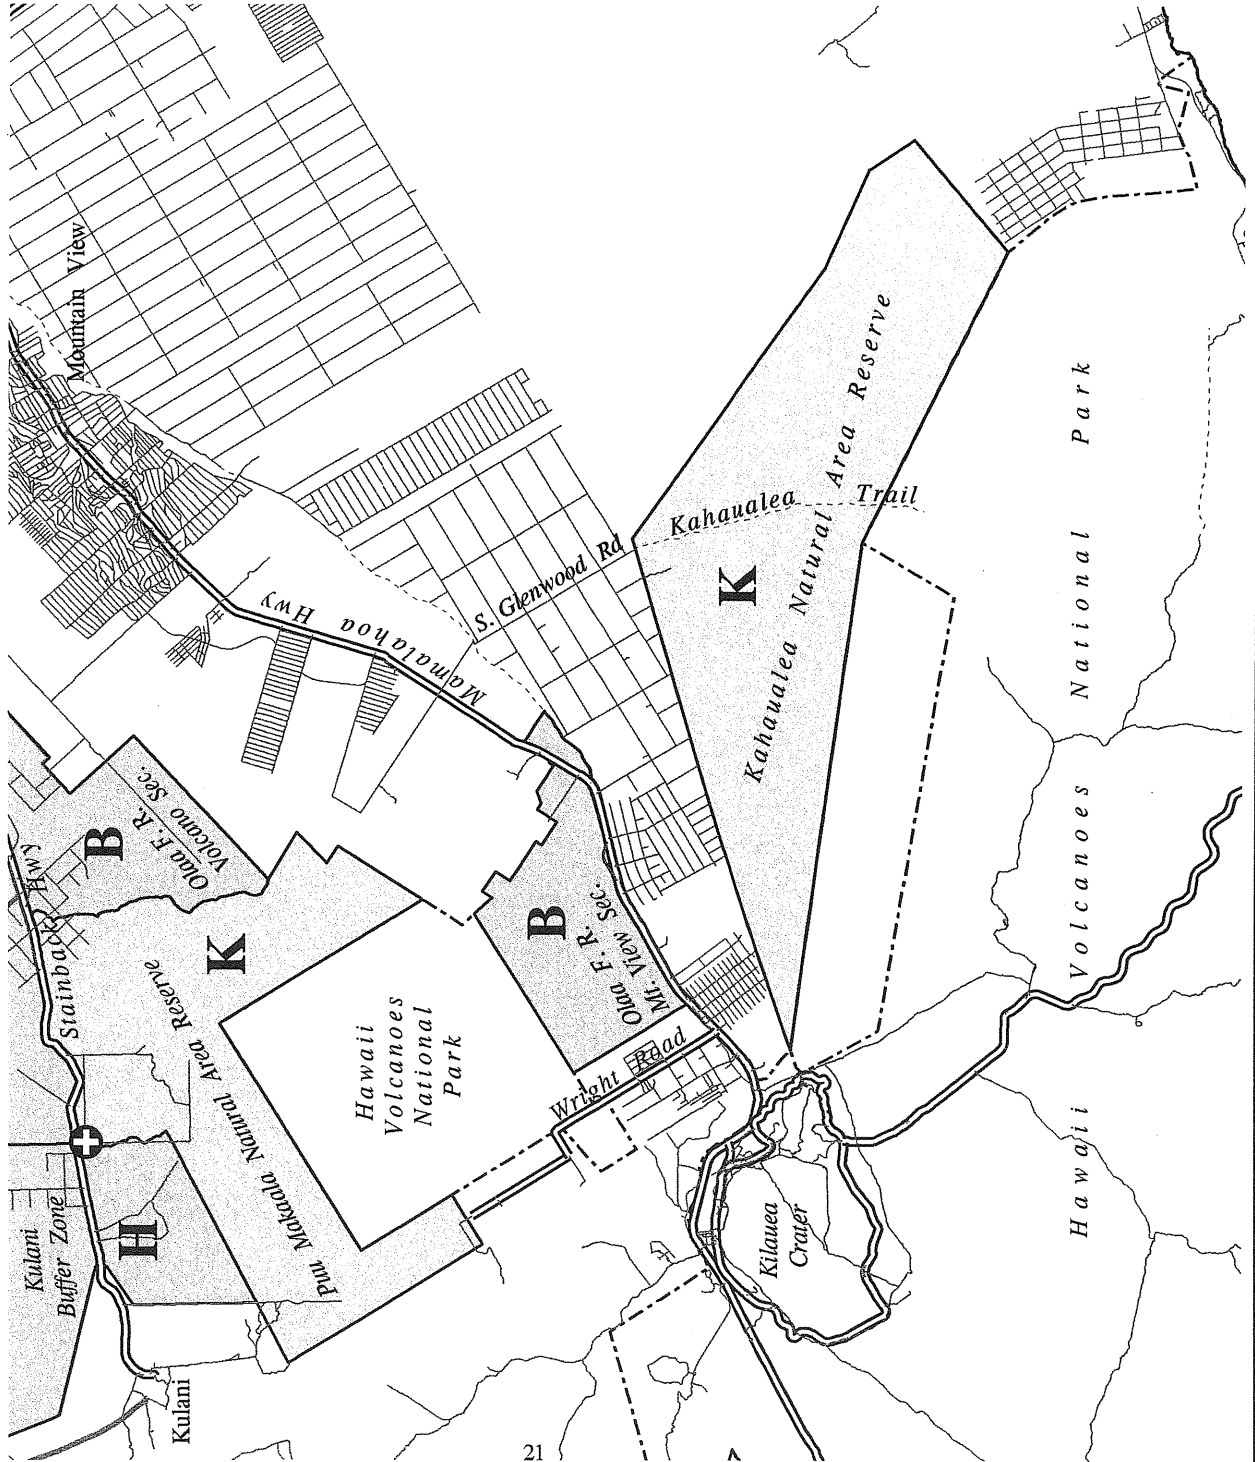 Mountain View
Stainback Hwy
B
Olaa F. R.
Volcano Sec.
Mamalahoa Hwy
S. Glenwood Rd
Kahaualea Trail
K
Kahaualea Natural Area Reserve
K
Puu Makaala Natural Area Reserve
Hawaii
Volcanoes
National
Park
B
Olaa F. R.
Mt. View Sec.
Wright Road
Kulani
Buffer Zone
H
Kulani
Kilauea
Crater
Hawaii Volcanoes National Park
21